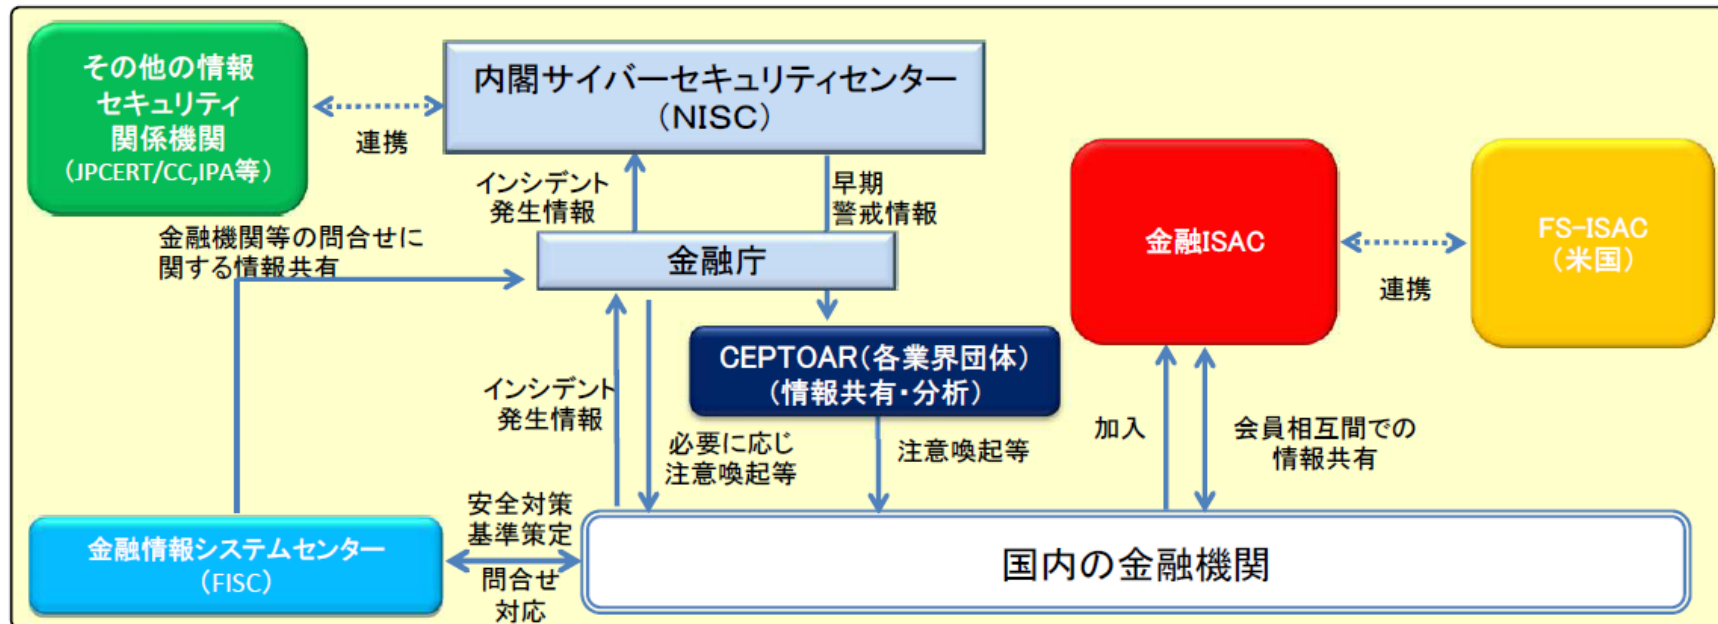 その他の情報
セキュリティ
関係機関
(JPCERT/CC,IPA等)
連携
内閣サイバーセキュリティセンター
(NISC)
インシデント
発生情報
早期
警戒情報
金融機関等の問合せに
関する情報共有
金融庁
金融ISAC
連携
FS-ISAC
(米国)
CEPTOAR(各業界団体)
(情報共有・分析)
インシデント
発生情報
必要に応じ
注意喚起等
注意喚起等
加入
会員相互間での
情報共有
安全対策
基準策定
問合せ
対応
金融情報システムセンター
(FISC)
国内の金融機関